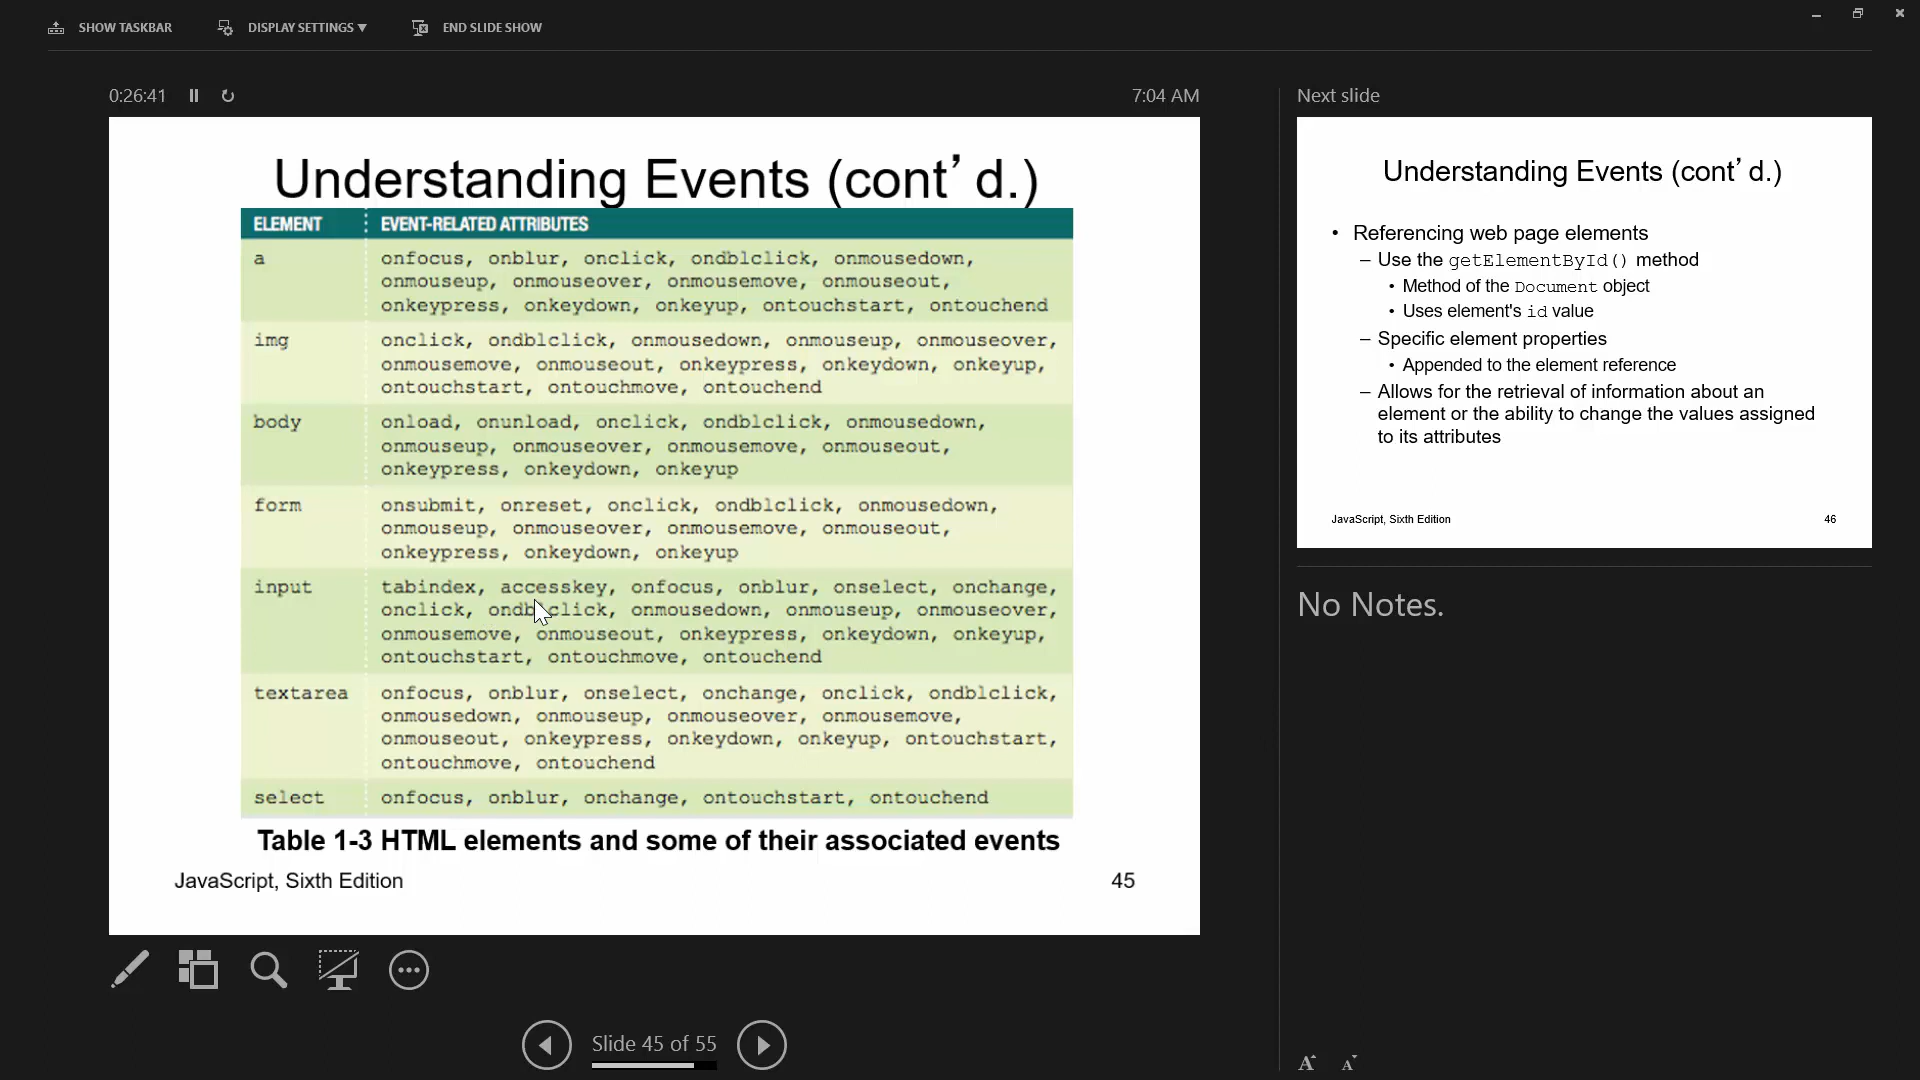 SHOW TASKBAR DISPLAY SETTINGS ▼ END SLIDE SHOW
0:26:41 7:04 AM
Understanding Events (cont’ d.)
ELEMENT EVENT-RELATED ATTRIBUTES
a onfocus, onblur, onclick, ondblclick, onmousedown,
onmouseup, onmouseover, onmousemove, onmouseout,
onkeypress, onkeydown, onkeyup, ontouchstart, ontouchend
img onclick, ondblclick, onmousedown, onmouseup, onmouseover,
onmousemove, onmouseout, onkeypress, onkeydown, onkeyup,
ontouchstart, ontouchmove, ontouchend
body onload, onunload, onclick, ondblclick, onmousedown,
onmouseup, onmouseover, onmousemove, onmouseout,
onkeypress, onkeydown, onkeyup
form onsubmit, onreset, onclick, ondblclick, onmousedown,
onmouseup, onmouseover, onmousemove, onmouseout,
onkeypress, onkeydown, onkeyup
input tabindex, accesskey, onfocus, onblur, onselect, onchange,
onclick, ondblclick, onmousedown, onmouseup, onmouseover,
onmousemove, onmouseout, onkeypress, onkeydown, onkeyup,
ontouchstart, ontouchmove, ontouchend
textarea onfocus, onblur, onselect, onchange, onclick, ondblclick,
onmousedown, onmouseup, onmouseover, onmousemove,
onmouseout, onkeypress, onkeydown, onkeyup, ontouchstart,
ontouchmove, ontouchend
select onfocus, onblur, onchange, ontouchstart, ontouchend
Table 1-3 HTML elements and some of their associated events
JavaScript, Sixth Edition 45
Slide 45 of 55
Next slide
Understanding Events (cont’ d.)
• Referencing web page elements
– Use the getElementById() method
• Method of the Document object
• Uses element's id value
– Specific element properties
• Appended to the element reference
– Allows for the retrieval of information about an
element or the ability to change the values assigned
to its attributes
JavaScript, Sixth Edition 46
No Notes.
A A